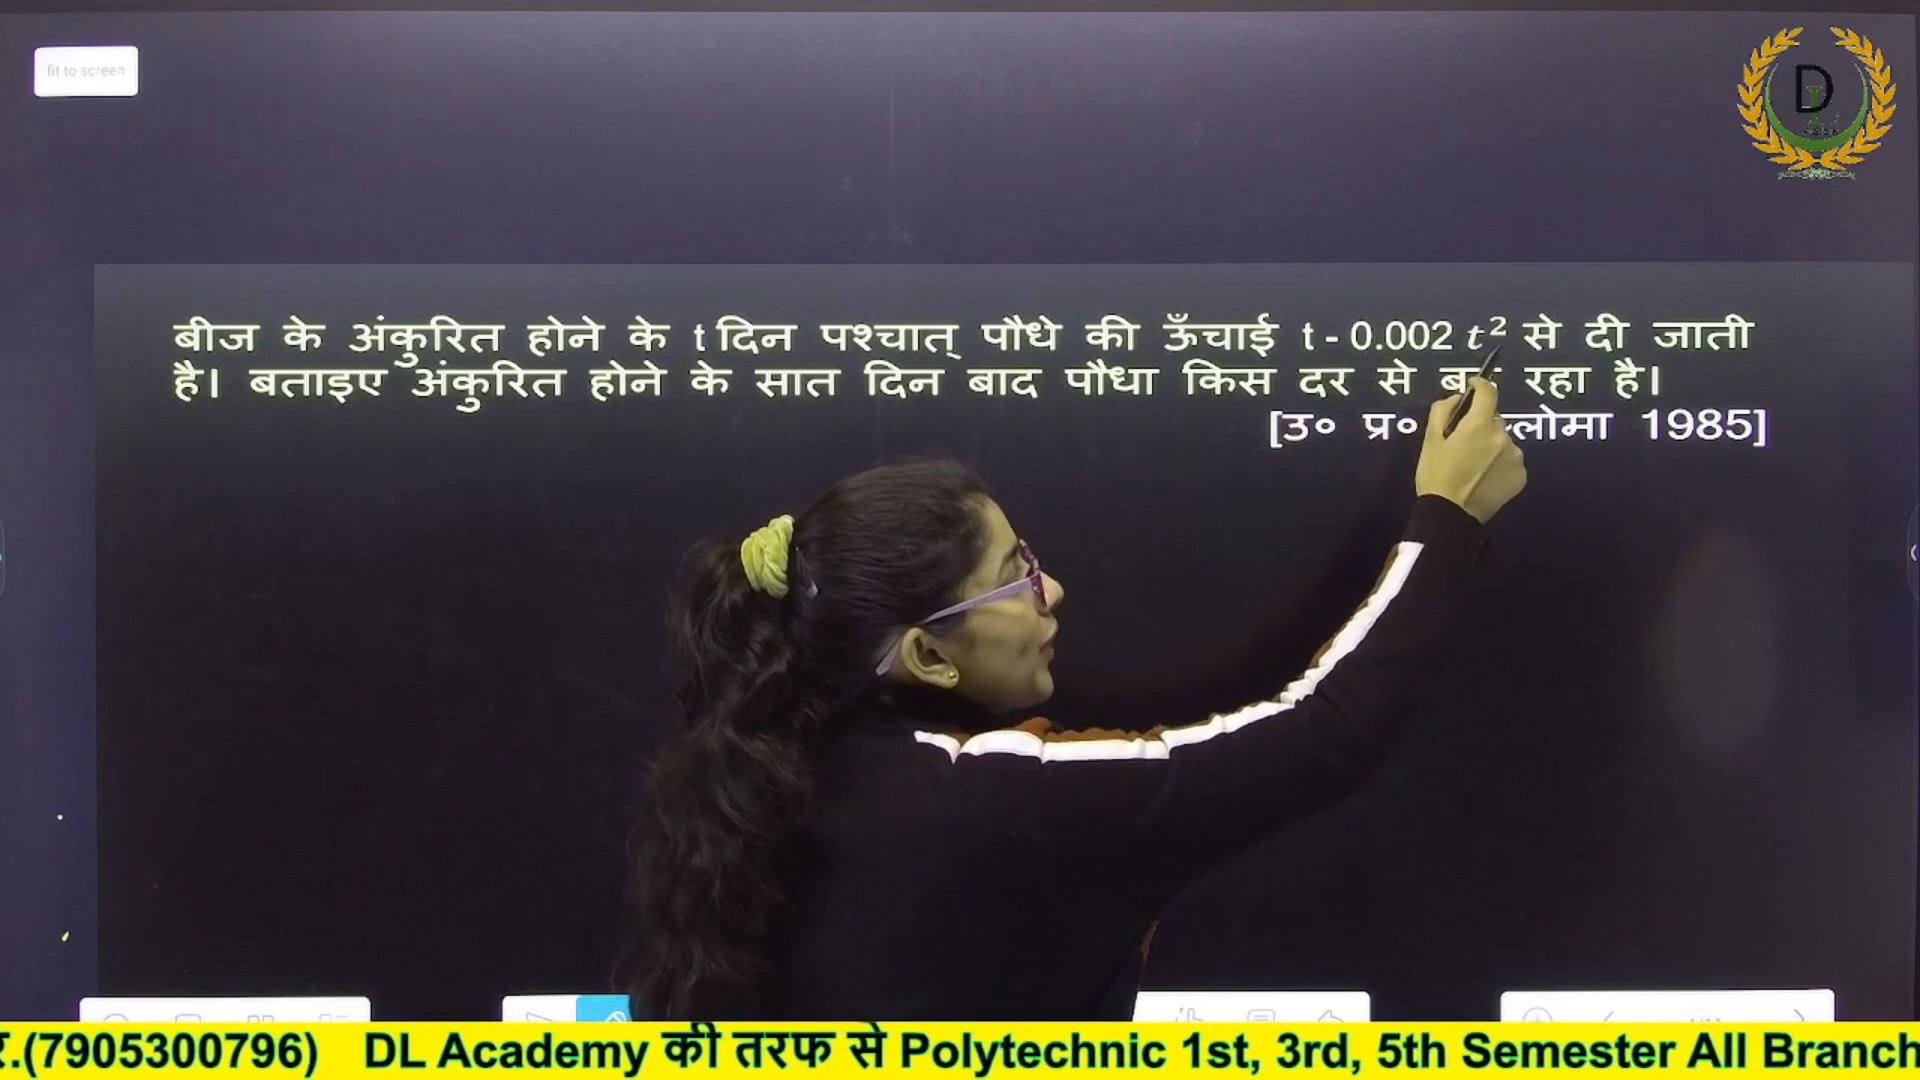 fit to screen
D
बीज के अंकुरित होने के t दिन पश्चात् पौधे की ऊँचाई t - 0.002 t² से दी जाती
है। बताइए अंकुरित होने के सात दिन बाद पौधा किस दर से रहा है।
[उ० प्र० 1985]
.(7905300796) DL Academy की तरफ से Polytechnic 1st, 3rd, 5th Semester All Branch